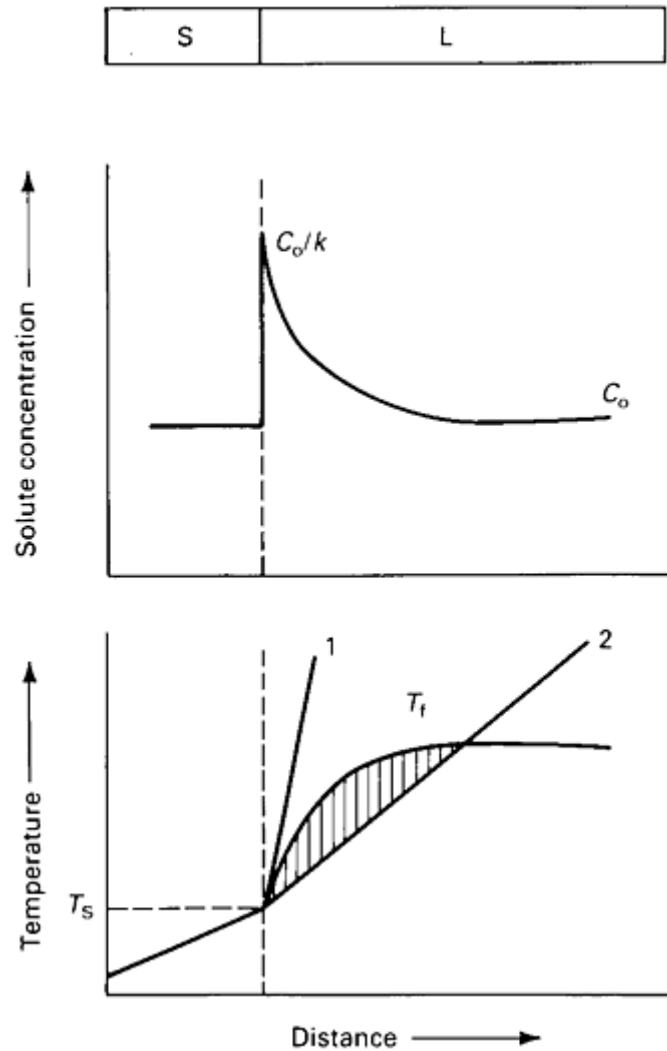 S
L
Solute concentration
C₀/k
C₀
Temperature
1
2
T_f
T_S
Distance